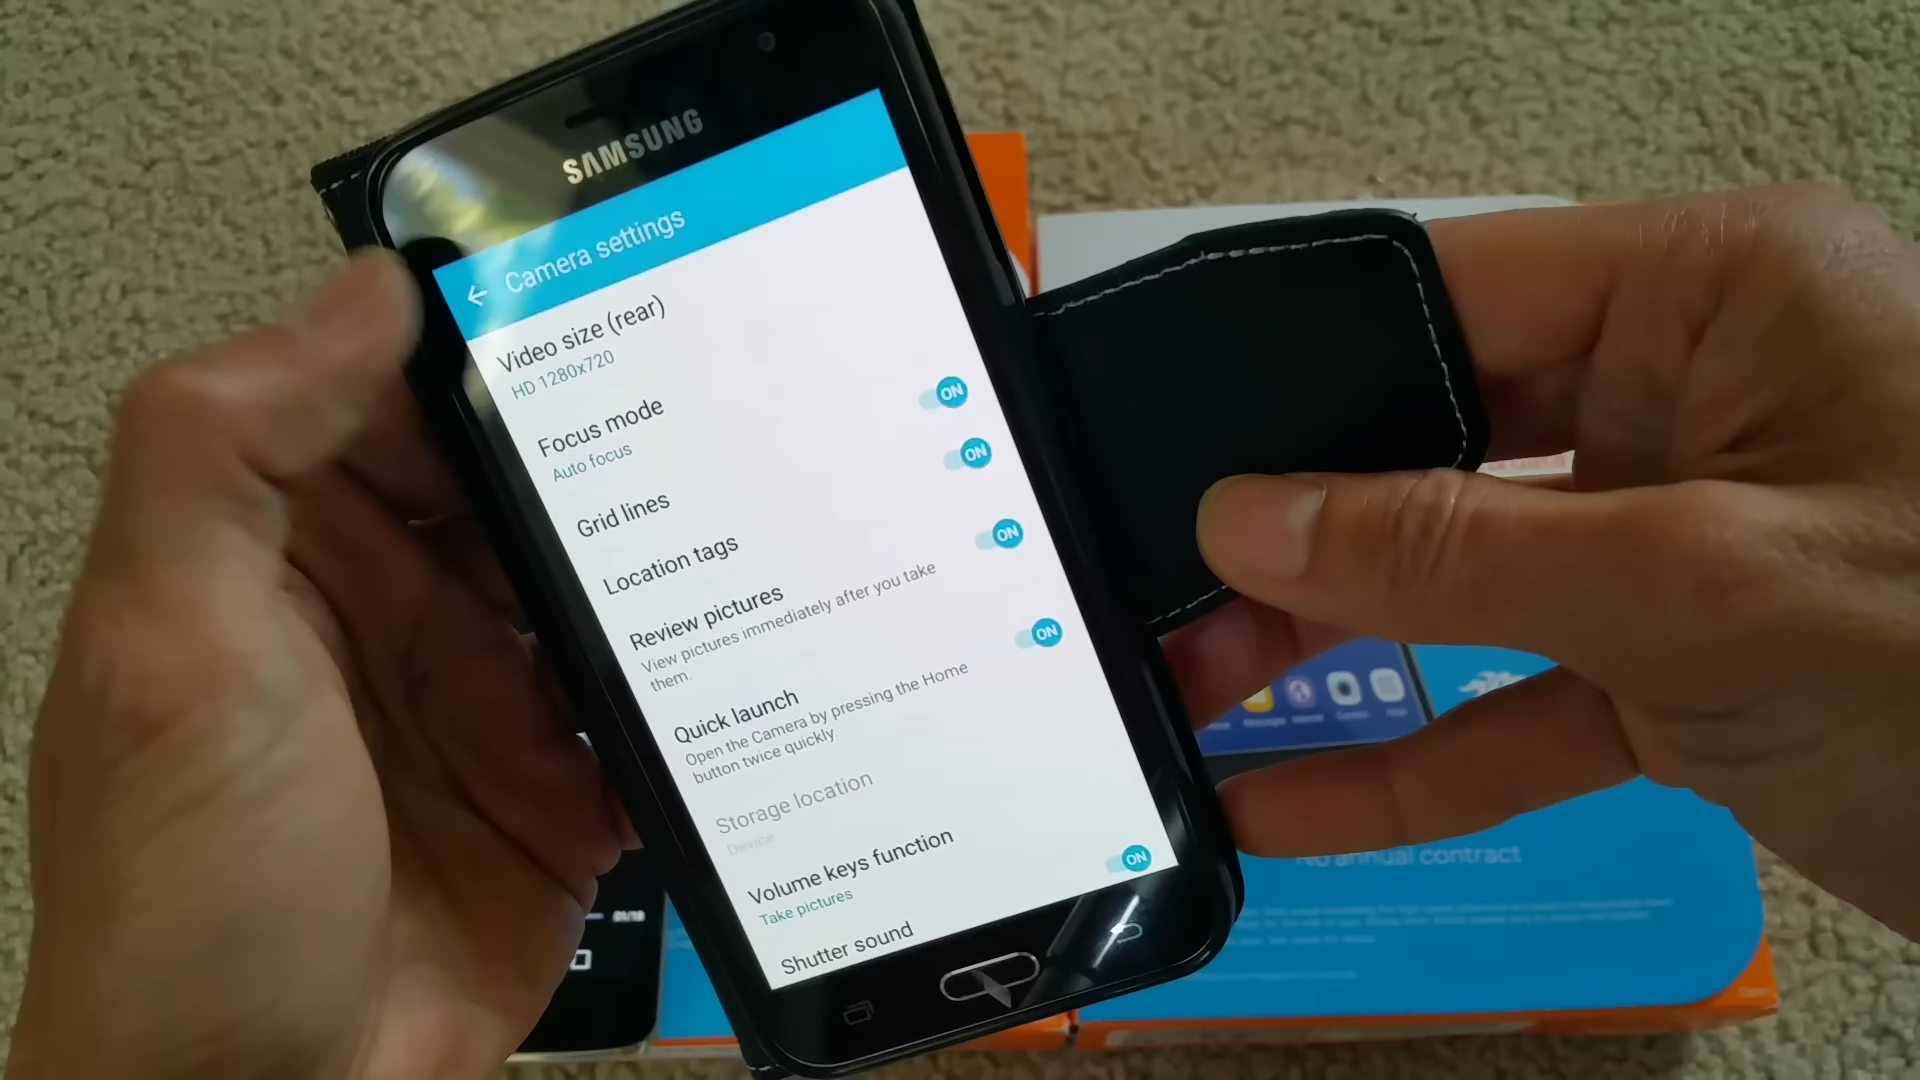 SAMSUNG
Camera settings
Video size (rear)
HD 1280x720
Focus mode
Auto focus
ON
Grid lines
ON
Location tags
ON
Review pictures
View pictures immediately after you take
them.
ON
Quick launch
Open the Camera by pressing the Home
button twice quickly.
Storage location
Device
Volume keys function
Take pictures
ON
Shutter sound
01/18
No annual contract